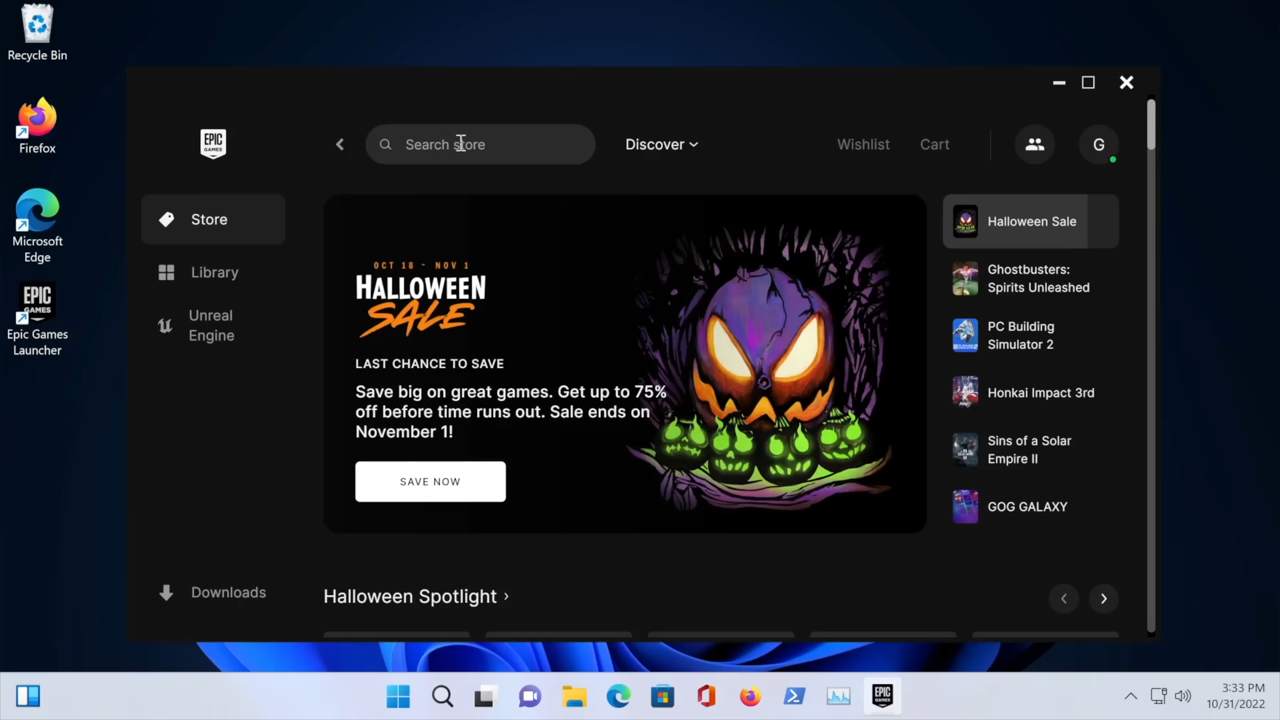 Recycle Bin
Firefox
Microsoft
Edge
EPIC
GAMES
Epic Games
Launcher
EPIC
GAMES
Search store
Discover
Wishlist
Cart
G
Store
Library
Unreal
Engine
Downloads
OCT 18 - NOV 1
HALLOWEEN
SALE
LAST CHANCE TO SAVE
Save big on great games. Get up to 75%
off before time runs out. Sale ends on
November 1!
SAVE NOW
Halloween Sale
Ghostbusters:
Spirits Unleashed
PC Building
Simulator 2
Honkai Impact 3rd
Sins of a Solar
Empire II
GOG GALAXY
Halloween Spotlight
EPIC
GAMES
3:33 PM
10/31/2022